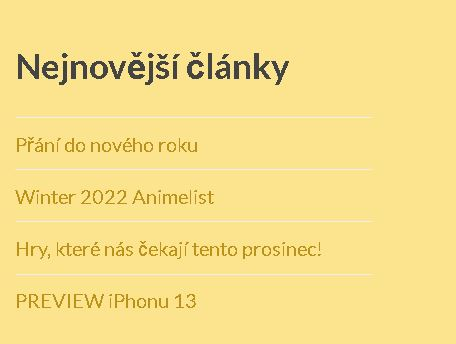 Nejnovější články
Přání do nového roku
Winter 2022 Animelist
Hry, které nás čekají tento prosinec!
PREVIEW iPhonu 13